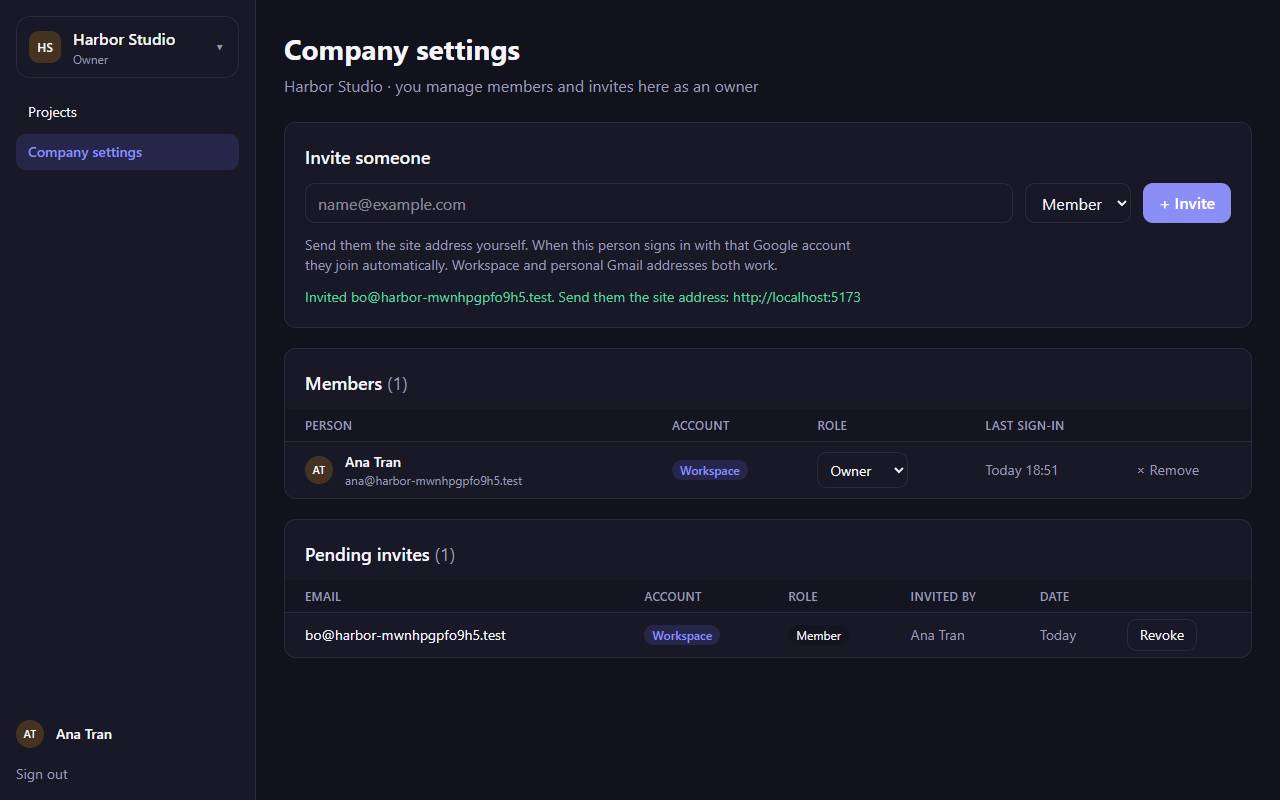 HS
Harbor Studio
Owner
▾
Projects
Company settings
AT
Ana Tran
Sign out
Company settings
Harbor Studio · you manage members and invites here as an owner
Invite someone
name@example.com
Member
+ Invite
Send them the site address yourself. When this person signs in with that Google account
they join automatically. Workspace and personal Gmail addresses both work.
Invited bo@harbor-mwnhpgpfo9h5.test. Send them the site address: http://localhost:5173
Members (1)
PERSON ACCOUNT ROLE LAST SIGN-IN
AT Ana Tran
ana@harbor-mwnhpgpfo9h5.test
Workspace Owner Today 18:51 × Remove
Pending invites (1)
EMAIL ACCOUNT ROLE INVITED BY DATE
bo@harbor-mwnhpgpfo9h5.test Workspace Member Ana Tran Today Revoke